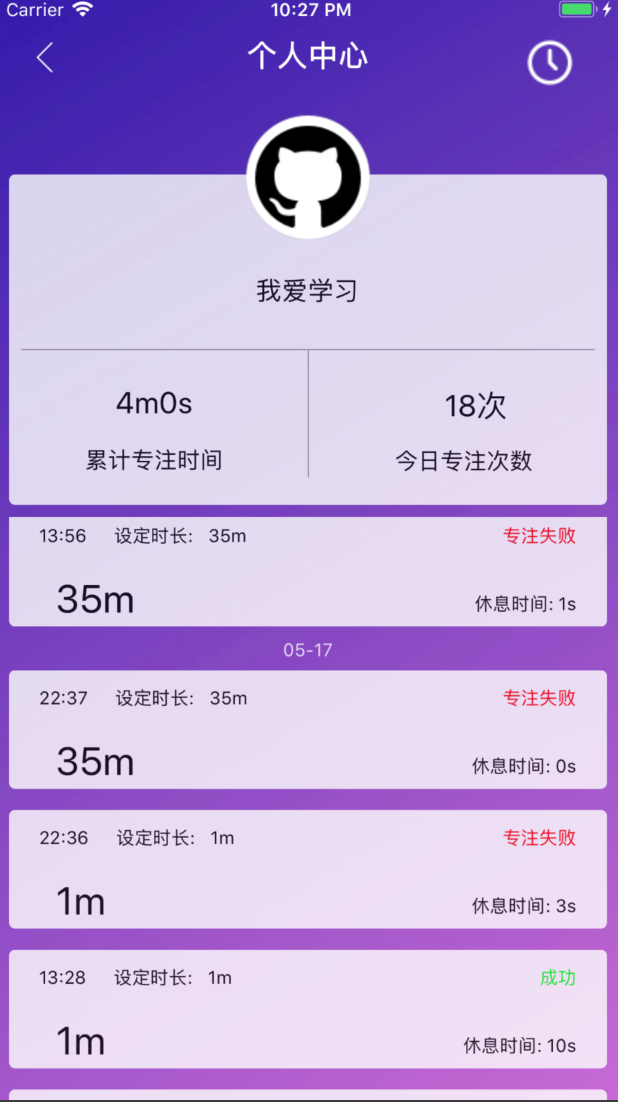 Carrier 10:27 PM
个人中心
我爱学习
4m0s 18次
累计专注时间 今日专注次数
13:56 设定时长: 35m 专注失败
35m 休息时间: 1s
05-17
22:37 设定时长: 35m 专注失败
35m 休息时间: 0s
22:36 设定时长: 1m 专注失败
1m 休息时间: 3s
13:28 设定时长: 1m 成功
1m 休息时间: 10s